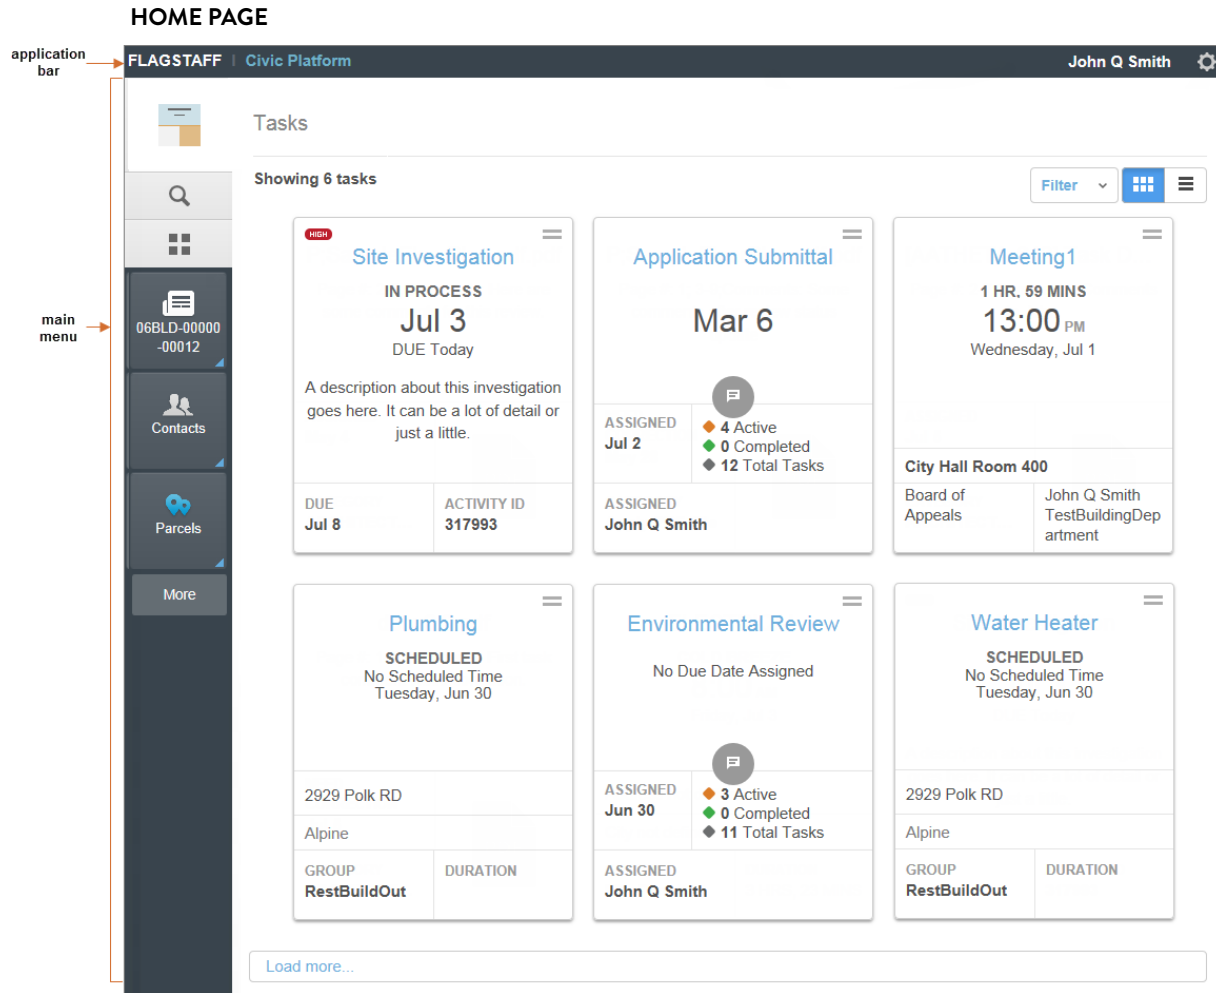 HOME PAGE
application
bar
FLAGSTAFF | Civic Platform
John Q Smith
Tasks
Showing 6 tasks
Filter
main
menu
06BLD-00000
-00012
Contacts
Parcels
More
HIGH
Site Investigation
IN PROCESS
Jul 3
DUE Today
A description about this investigation
goes here. It can be a lot of detail or
just a little.
DUE
Jul 8
ACTIVITY ID
317993
Application Submittal
Mar 6
ASSIGNED
Jul 2
4 Active
0 Completed
12 Total Tasks
ASSIGNED
John Q Smith
Meeting1
1 HR, 59 MINS
13:00 PM
Wednesday, Jul 1
City Hall Room 400
Board of
Appeals
John Q Smith
TestBuildingDep
artment
Plumbing
SCHEDULED
No Scheduled Time
Tuesday, Jun 30
2929 Polk RD
Alpine
GROUP
RestBuildOut
DURATION
Environmental Review
No Due Date Assigned
ASSIGNED
Jun 30
3 Active
0 Completed
11 Total Tasks
ASSIGNED
John Q Smith
Water Heater
SCHEDULED
No Scheduled Time
Tuesday, Jun 30
2929 Polk RD
Alpine
GROUP
RestBuildOut
DURATION
Load more...